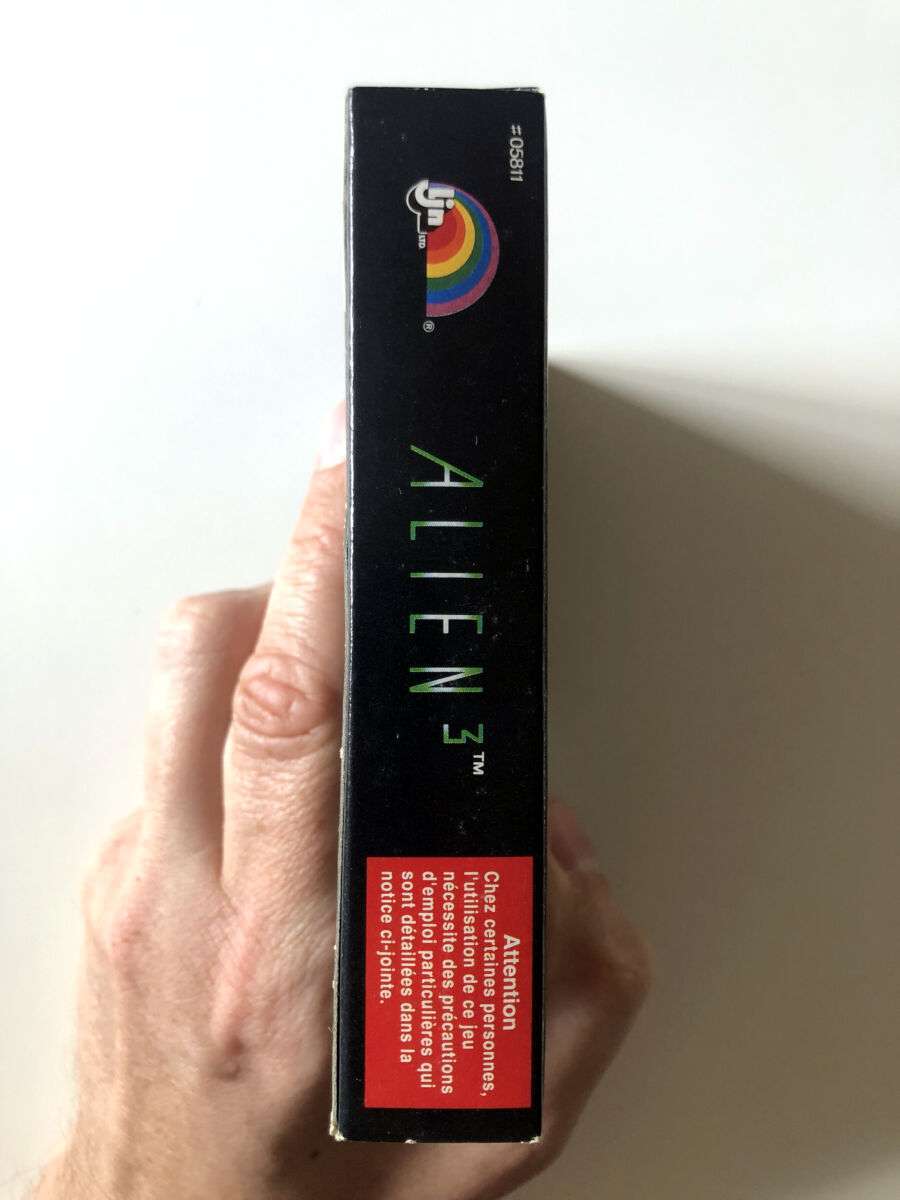 #05811
ljn
LTD.
®
ALIEN 3™
Attention
Chez certaines personnes,
l'utilisation de ce jeu
nécessite des précautions
d'emploi particulières qui
sont détaillées dans la
notice ci-jointe.